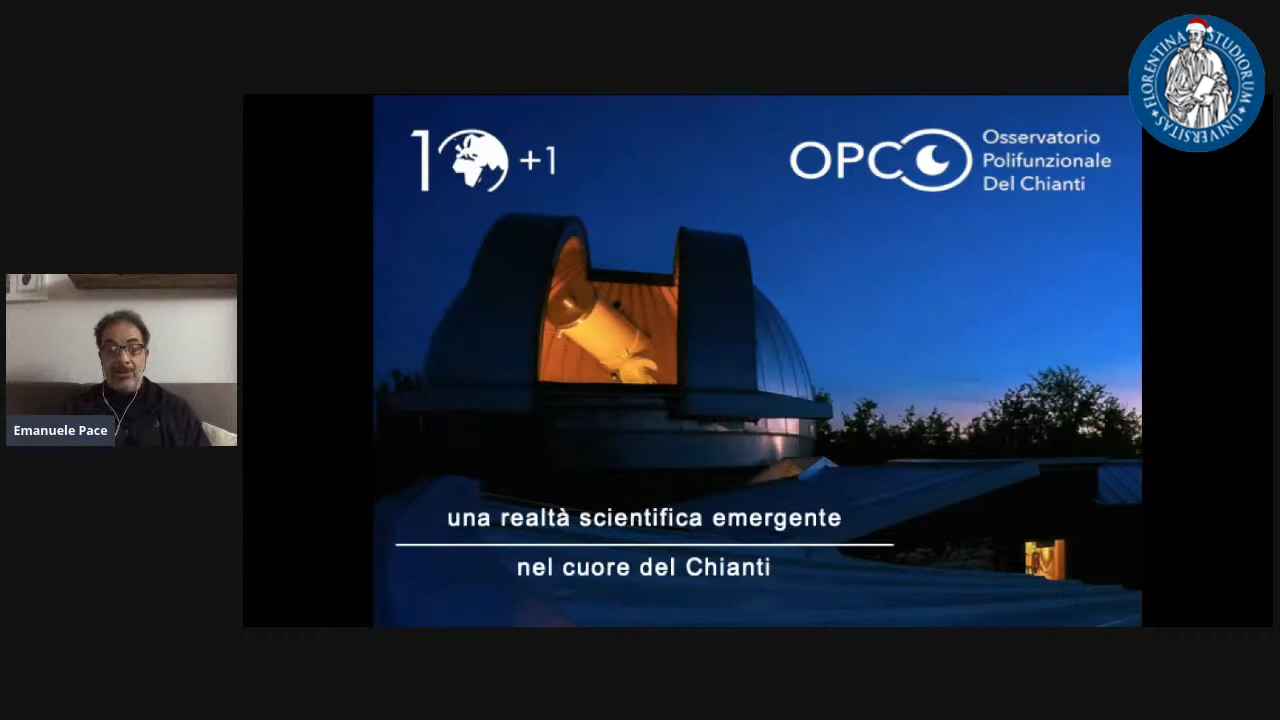 FLORENTINA STUDIORUM UNIVERSITAS
10 +1
OPC
Osservatorio
Polifunzionale
Del Chianti
Emanuele Pace
una realtà scientifica emergente
nel cuore del Chianti